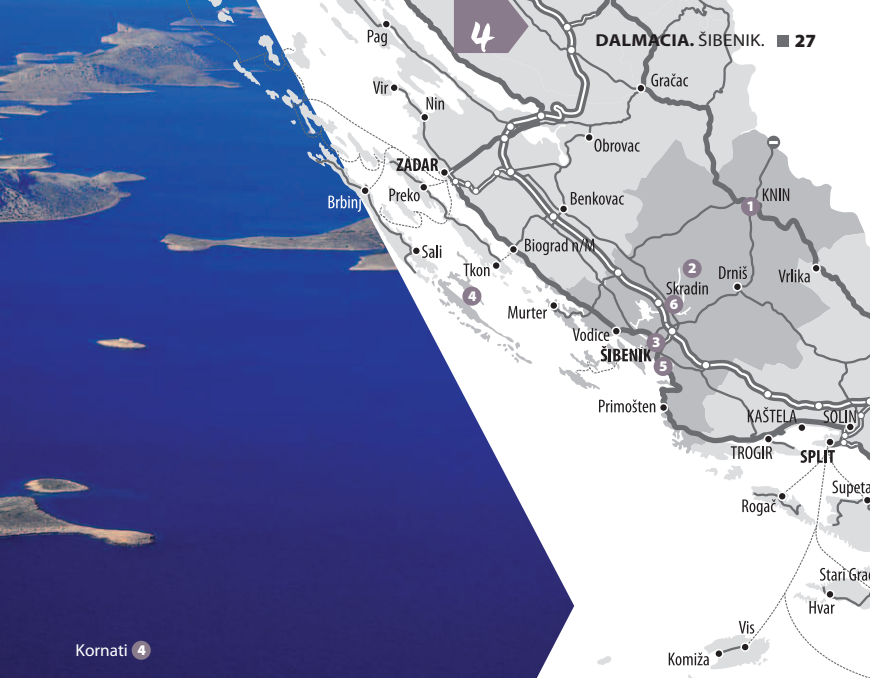 4
DALMACIA. ŠIBENIK. 27
Pag
Gračac
Vir
Nin
Obrovac
ZADAR
KNIN
1
Brbinj
Preko
Benkovac
Biograd n/M
Sali
Tkon
2
Drniš
Vrlika
4
Skradin
6
Murter
Vodice
3
ŠIBENIK
5
Primošten
KAŠTELA
SOLIN
TROGIR
SPLIT
Rogač
Supeta
Stari Grad
Hvar
Vis
Komiža
Kornati 4